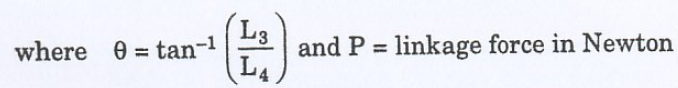 where θ = tan⁻¹ (L₃/L₄) and P = linkage force in Newton